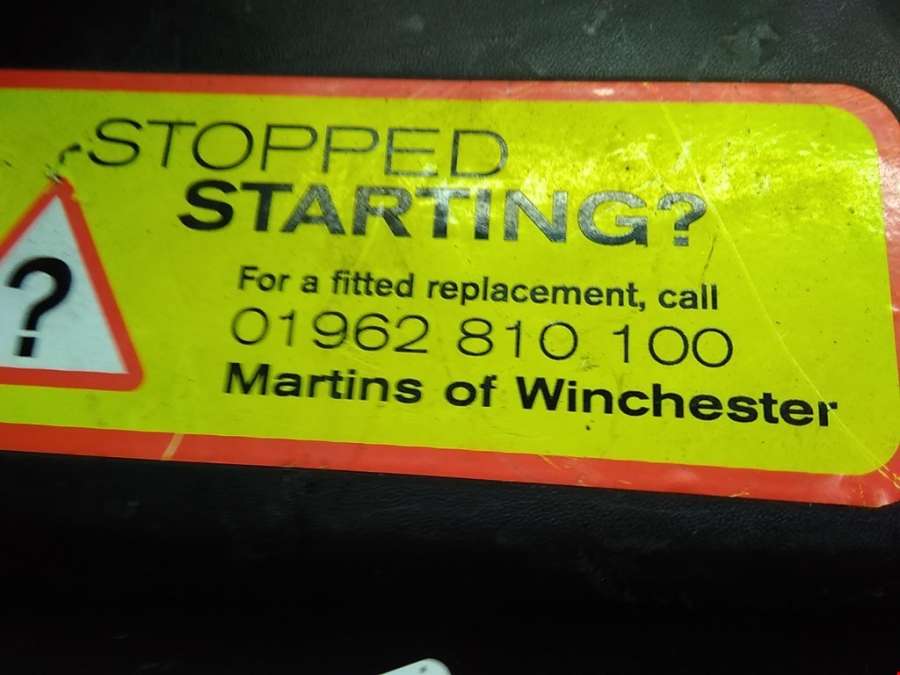 STOPPED
STARTING?
?
For a fitted replacement, call
01962 810 100
Martins of Winchester